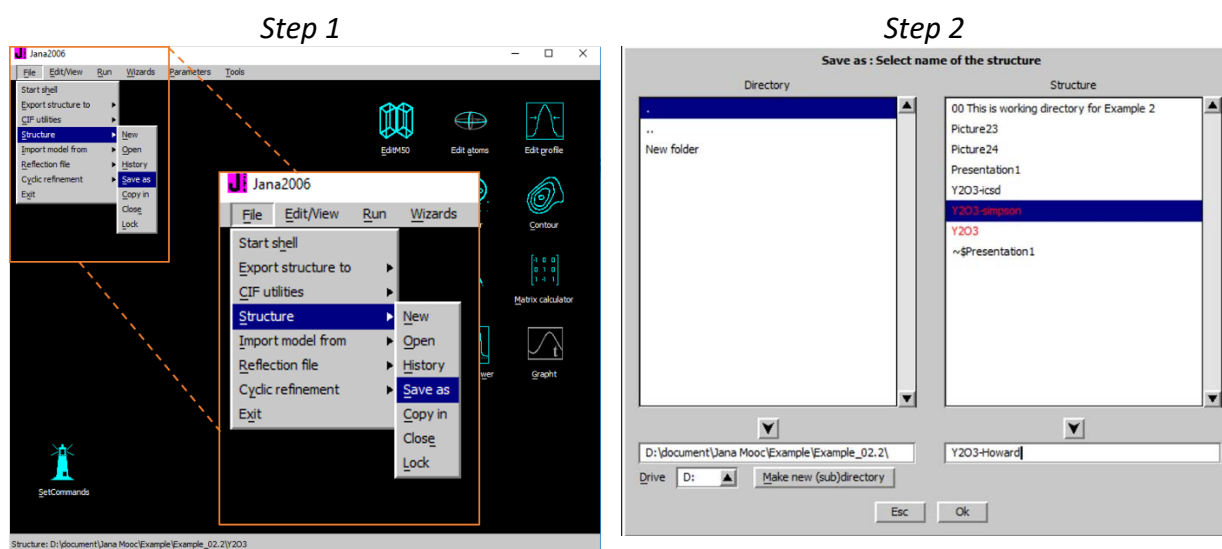 Step 1
Step 2
Jana2006
File Edit/View Run Wizards Parameters Tools
Start shell
Export structure to
CIF utilities
Structure
Import model from
Reflection file
Cyclic refinement
Exit
New
Open
History
Save as
Copy in
Close
Lock
EditM50
Edit atoms
Edit profile
Contour
Matrix calculator
Grapht
SetCommands
Jana2006
File Edit/View Run Wizards
Start shell
Export structure to
CIF utilities
Structure
Import model from
Reflection file
Cyclic refinement
Exit
New
Open
History
Save as
Copy in
Close
Lock
Structure: D:\document\Jana Mooc\Example\Example_02.2\Y2O3
Save as : Select name of the structure
Directory
.
..
New folder
D:\document\Jana Mooc\Example\Example_02.2\
Drive D: Make new (sub)directory
Structure
00 This is working directory for Example 2
Picture23
Picture24
Presentation1
Y2O3-icsd
Y2O3-simpson
Y2O3
~$Presentation1
Y2O3-Howard
Esc Ok